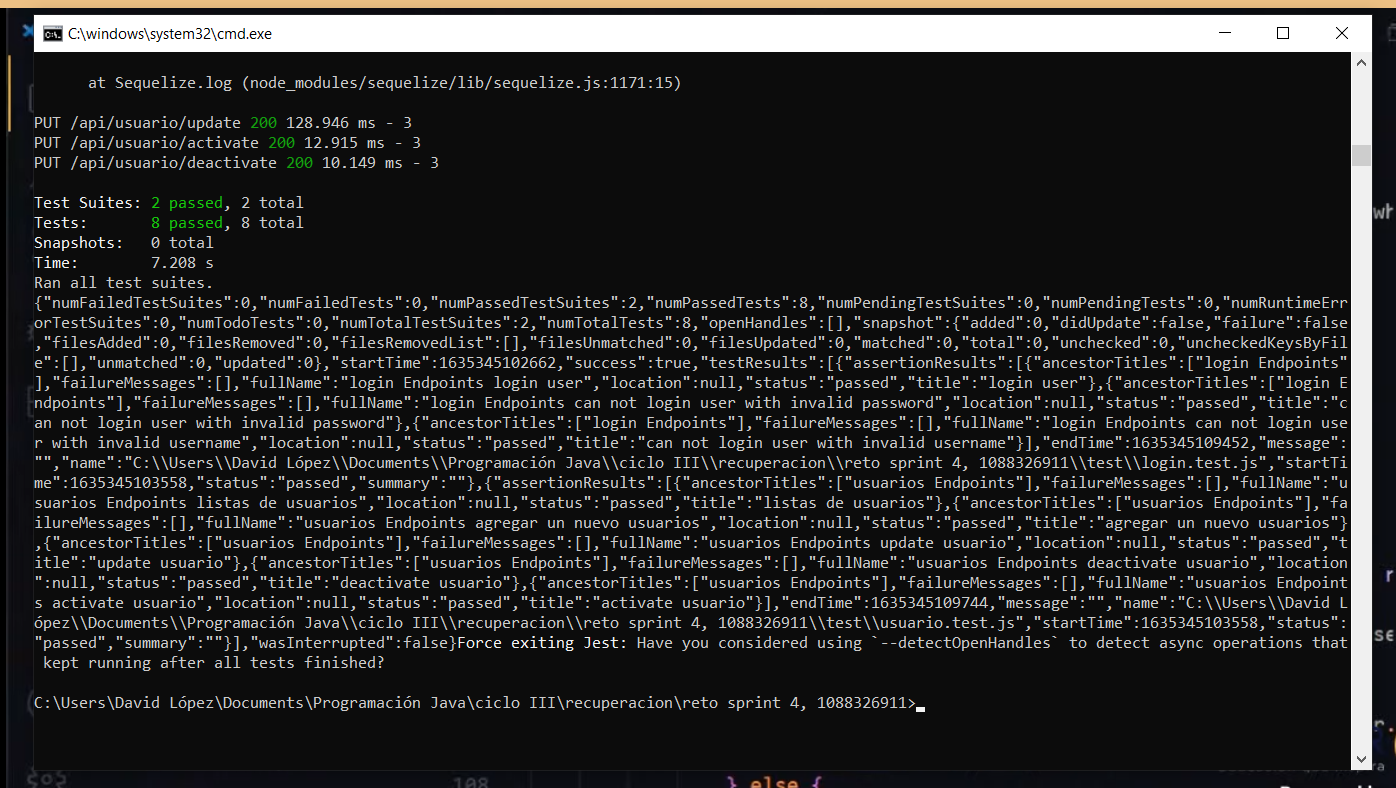 C:\windows\system32\cmd.exe
at Sequelize.log (node_modules/sequelize/lib/sequelize.js:1171:15)
PUT /api/usuario/update 200 128.946 ms - 3
PUT /api/usuario/activate 200 12.915 ms - 3
PUT /api/usuario/deactivate 200 10.149 ms - 3
Test Suites: 2 passed, 2 total
Tests:       8 passed, 8 total
Snapshots:   0 total
Time:        7.208 s
Ran all test suites.
{"numFailedTestSuites":0,"numFailedTests":0,"numPassedTestSuites":2,"numPassedTests":8,"numPendingTestSuites":0,"numPendingTests":0,"numRuntimeErr
orTestSuites":0,"numTodoTests":0,"numTotalTestSuites":2,"numTotalTests":8,"openHandles":[],"snapshot":{"added":0,"didUpdate":false,"failure":false
,"filesAdded":0,"filesRemoved":0,"filesRemovedList":[],"filesUnmatched":0,"filesUpdated":0,"matched":0,"total":0,"unchecked":0,"uncheckedKeysByFil
e":[],"unmatched":0,"updated":0},"startTime":1635345102662,"success":true,"testResults":[{"assertionResults":[{"ancestorTitles":["login Endpoints"
],"failureMessages":[],"fullName":"login Endpoints login user","location":null,"status":"passed","title":"login user"},{"ancestorTitles":["login E
ndpoints"],"failureMessages":[],"fullName":"login Endpoints can not login user with invalid password","location":null,"status":"passed","title":"c
an not login user with invalid password"},{"ancestorTitles":["login Endpoints"],"failureMessages":[],"fullName":"login Endpoints can not login use
r with invalid username","location":null,"status":"passed","title":"can not login user with invalid username"}],"endTime":1635345109452,"message":
"","name":"C:\\Users\\David López\\Documents\\Programación Java\\ciclo III\\recuperacion\\reto sprint 4, 1088326911\\test\\login.test.js","startTi
me":1635345103558,"status":"passed","summary":""},{"assertionResults":[{"ancestorTitles":["usuarios Endpoints"],"failureMessages":[],"fullName":"u
suarios Endpoints listas de usuarios","location":null,"status":"passed","title":"listas de usuarios"},{"ancestorTitles":["usuarios Endpoints"],"fa
ilureMessages":[],"fullName":"usuarios Endpoints agregar un nuevo usuarios","location":null,"status":"passed","title":"agregar un nuevo usuarios"}
,{"ancestorTitles":["usuarios Endpoints"],"failureMessages":[],"fullName":"usuarios Endpoints update usuario","location":null,"status":"passed","t
itle":"update usuario"},{"ancestorTitles":["usuarios Endpoints"],"failureMessages":[],"fullName":"usuarios Endpoints deactivate usuario","location
":null,"status":"passed","title":"deactivate usuario"},{"ancestorTitles":["usuarios Endpoints"],"failureMessages":[],"fullName":"usuarios Endpoint
s activate usuario","location":null,"status":"passed","title":"activate usuario"}],"endTime":1635345109744,"message":"","name":"C:\\Users\\David L
ópez\\Documents\\Programación Java\\ciclo III\\recuperacion\\reto sprint 4, 1088326911\\test\\usuario.test.js","startTime":1635345103558,"status":
"passed","summary":""}],"wasInterrupted":false}Force exiting Jest: Have you considered using `--detectOpenHandles` to detect async operations that
kept running after all tests finished?
C:\Users\David López\Documents\Programación Java\ciclo III\recuperacion\reto sprint 4, 1088326911>
108 } else {